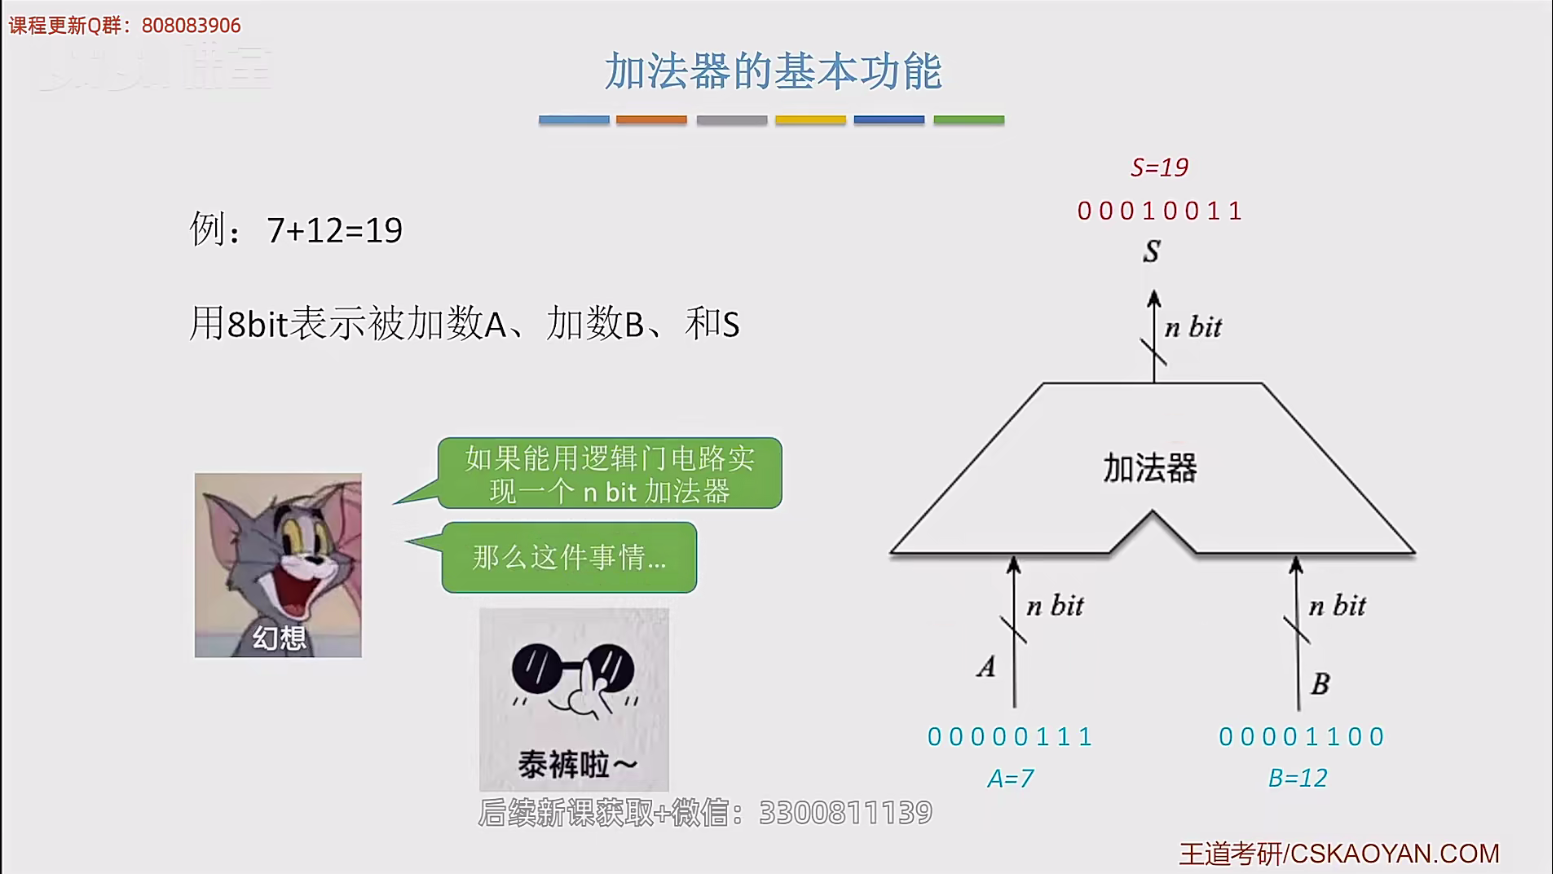 课程更新Q群：808083906
加法器的基本功能
S=19
0 0 0 1 0 0 1 1
S
例：7+12=19
n bit
用8bit表示被加数A、加数B、和S
如果能用逻辑门电路实
现一个 n bit 加法器
加法器
那么这件事情...
幻想
n bit
n bit
A
B
泰裤啦～
0 0 0 0 0 1 1 1
0 0 0 0 1 1 0 0
A=7
B=12
后续新课获取+微信：3300811139
王道考研/CSKAOYAN.COM